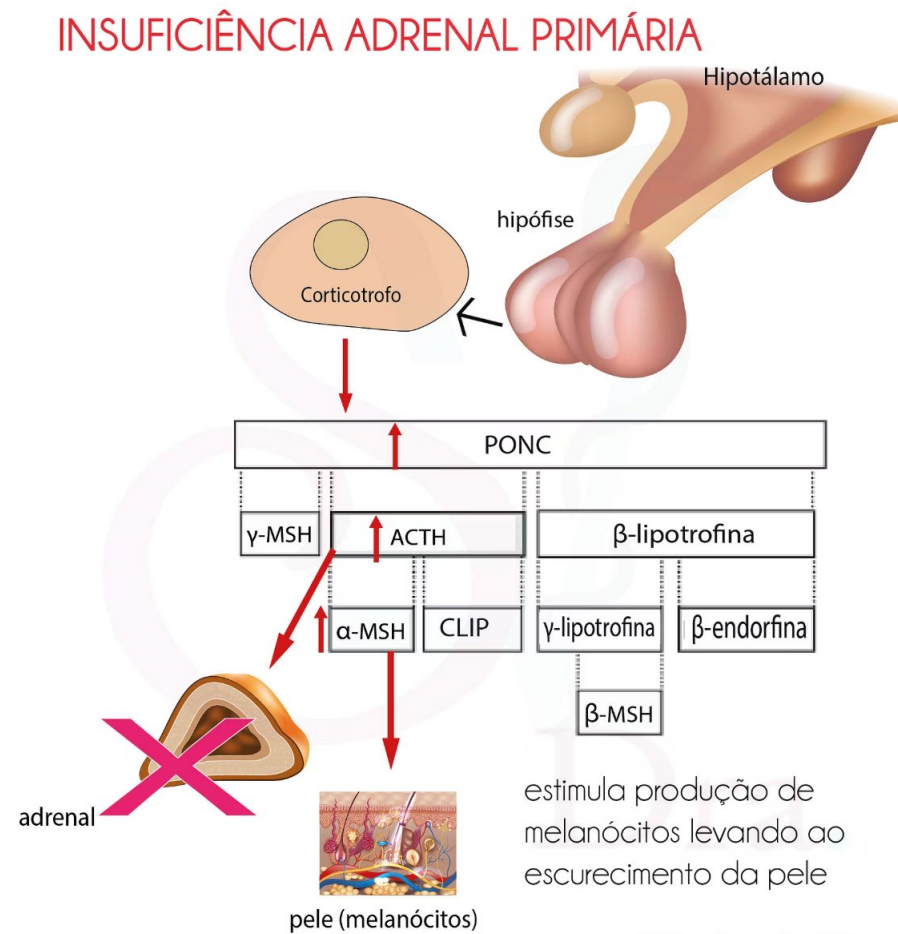 INSUFICIÊNCIA ADRENAL PRIMÁRIA
Hipotálamo
hipófise
Corticotrofo
PONC
γ-MSH
ACTH
β-lipotrofina
α-MSH
CLIP
γ-lipotrofina
β-endorfina
β-MSH
adrenal
estimula produção de
melanócitos levando ao
escurecimento da pele
pele (melanócitos)